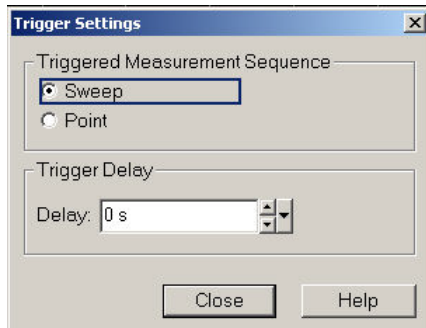 Trigger Settings
Triggered Measurement Sequence
Sweep
Point
Trigger Delay
Delay: 0 s
Close Help